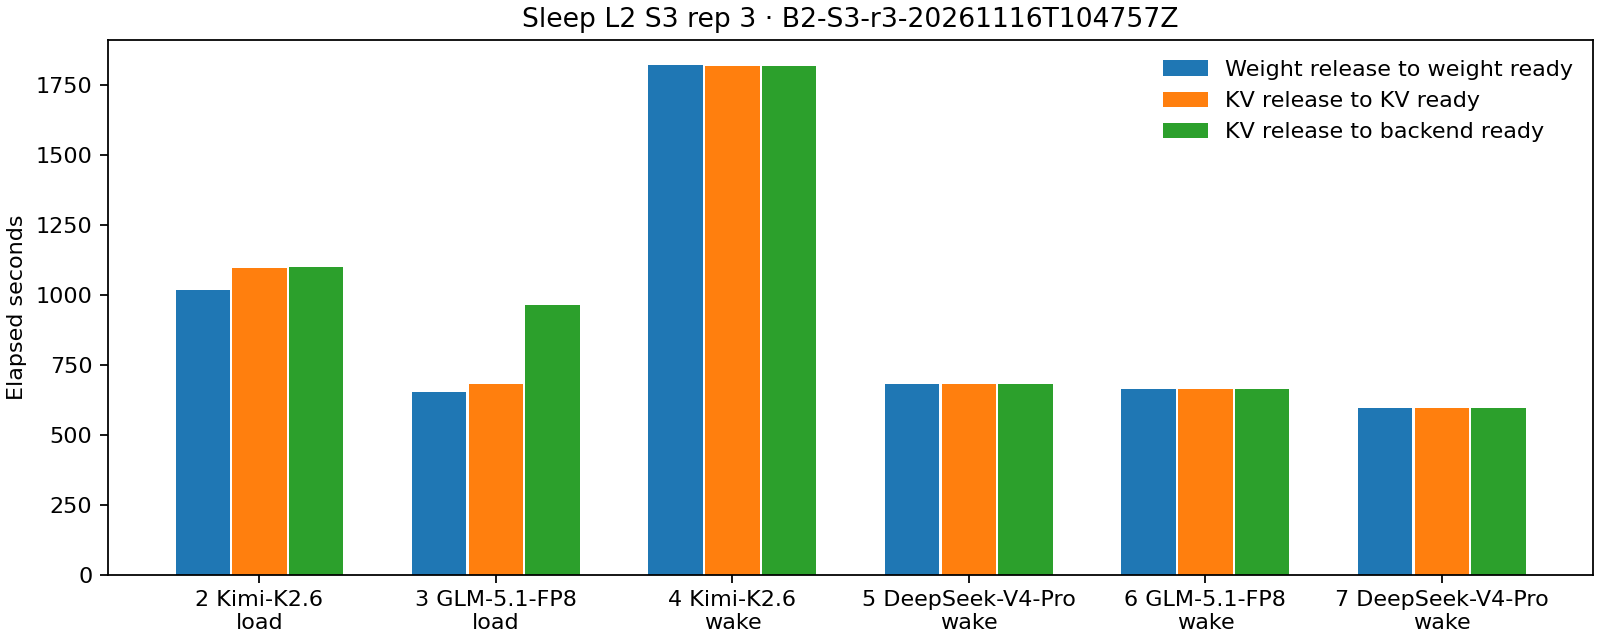 Sleep L2 S3 rep 3 · B2-S3-r3-20261116T104757Z
Weight release to weight ready
KV release to KV ready
KV release to backend ready
Elapsed seconds
1750
1500
1250
1000
750
500
250
0
2 Kimi-K2.6
load
3 GLM-5.1-FP8
load
4 Kimi-K2.6
wake
5 DeepSeek-V4-Pro
wake
6 GLM-5.1-FP8
wake
7 DeepSeek-V4-Pro
wake